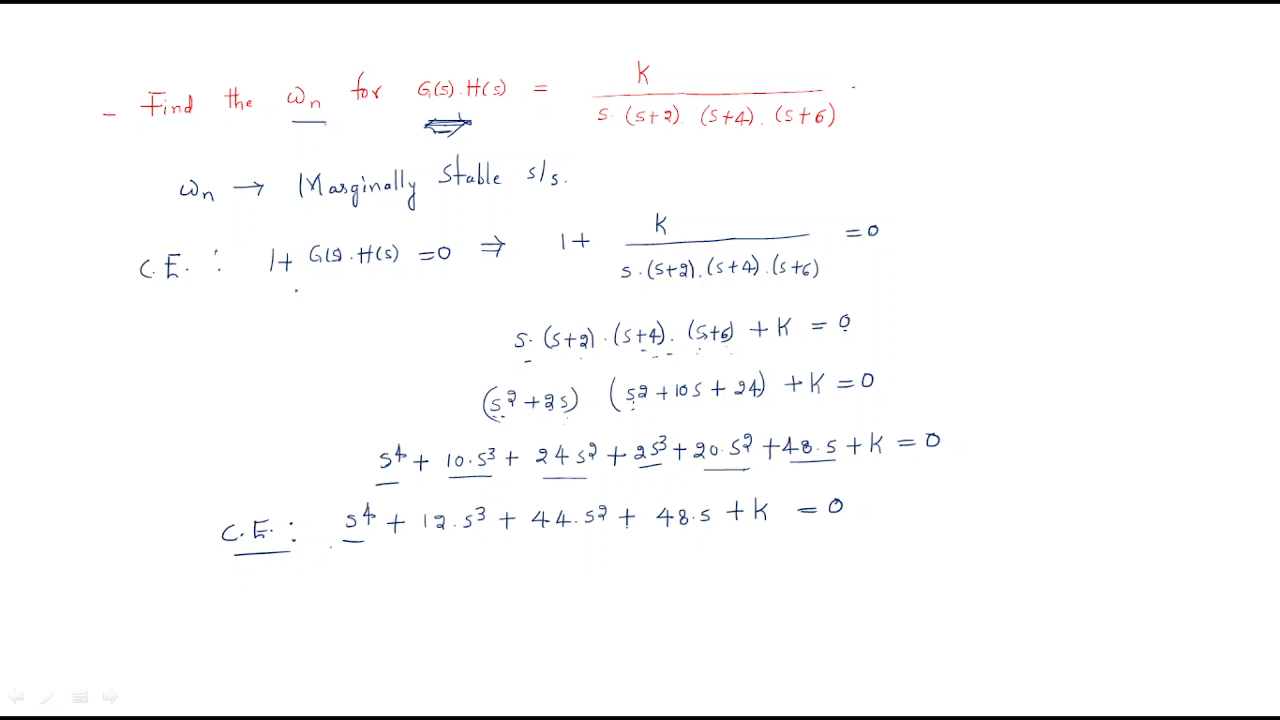 - Find the ωn for G(s).H(s) = K / s.(s+2).(s+4).(s+6).
ωn → Marginally Stable s/s.
C.E. : 1+ G(s).H(s) =0 ⇒ 1+ K / s.(s+2).(s+4).(s+6) =0
s.(s+2).(s+4).(s+6) + K = 0
(s²+2s) (s²+10s+24) +K=0
s⁴+ 10.s³+ 24s²+2s³+20.s²+48.s+K=0
C.E. : s⁴+12.s³+44.s²+ 48.s+K =0